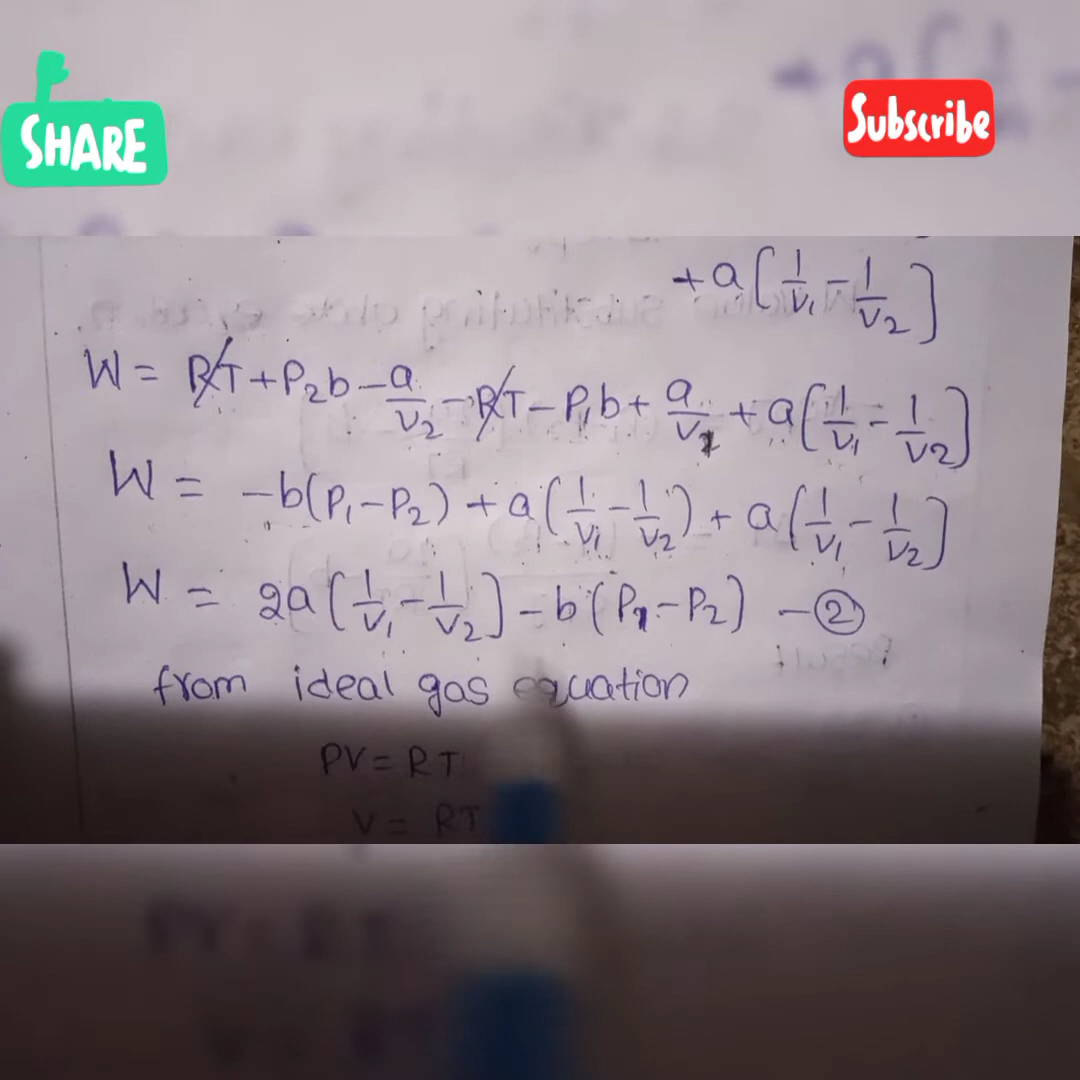 SHARE
Subscribe
+a[1/V₁ - 1/V₂]
W = RT + P₂b - a/V₂ - RT - P₁b + a/V₁ + a[1/V₁ - 1/V₂]
W = -b(P₁-P₂) + a(1/V₁ - 1/V₂) + a[1/V₁ - 1/V₂]
W = 2a[1/V₁ - 1/V₂] - b(P₁-P₂) - ②
from ideal gas equation
PV = RT
V = RT